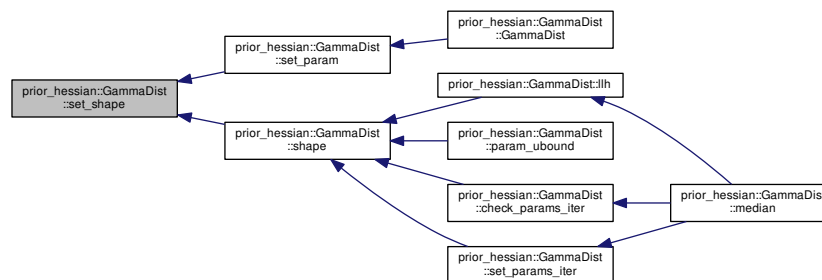 prior_hessian::GammaDist
::set_shape
prior_hessian::GammaDist
::set_param
prior_hessian::GammaDist
::GammaDist
prior_hessian::GammaDist
::shape
prior_hessian::GammaDist::llh
prior_hessian::GammaDist
::param_ubound
prior_hessian::GammaDist
::check_params_iter
prior_hessian::GammaDist
::set_params_iter
prior_hessian::GammaDist
::median